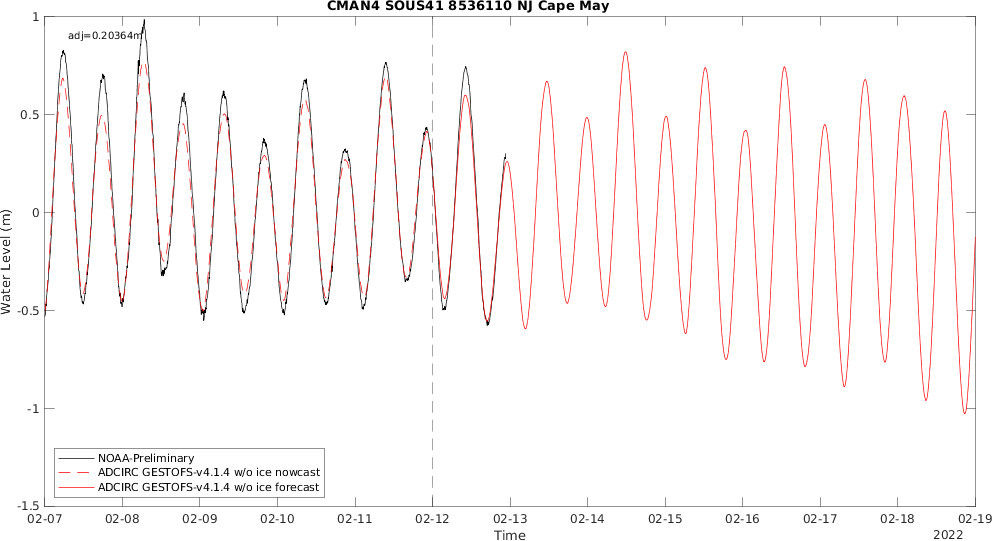 CMAN4 SOUS41 8536110 NJ Cape May
adj=0.20364m
1
0.5
0
-0.5
-1
-1.5
Water Level (m)
NOAA-Preliminary
ADCIRC GESTOFS-v4.1.4 w/o ice nowcast
ADCIRC GESTOFS-v4.1.4 w/o ice forecast
02-07 02-08 02-09 02-10 02-11 02-12 02-13 02-14 02-15 02-16 02-17 02-18 02-19
Time
2022